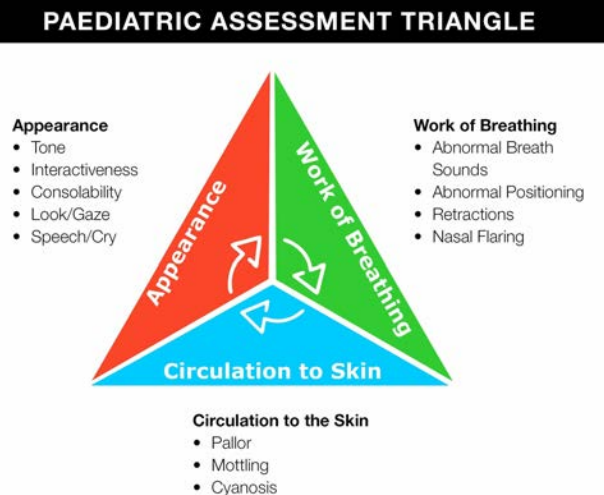 PAEDIATRIC ASSESSMENT TRIANGLE
Appearance
• Tone
• Interactiveness
• Consolability
• Look/Gaze
• Speech/Cry
Appearance
Work of Breathing
Circulation to Skin
Work of Breathing
• Abnormal Breath
Sounds
• Abnormal Positioning
• Retractions
• Nasal Flaring
Circulation to the Skin
• Pallor
• Mottling
• Cyanosis